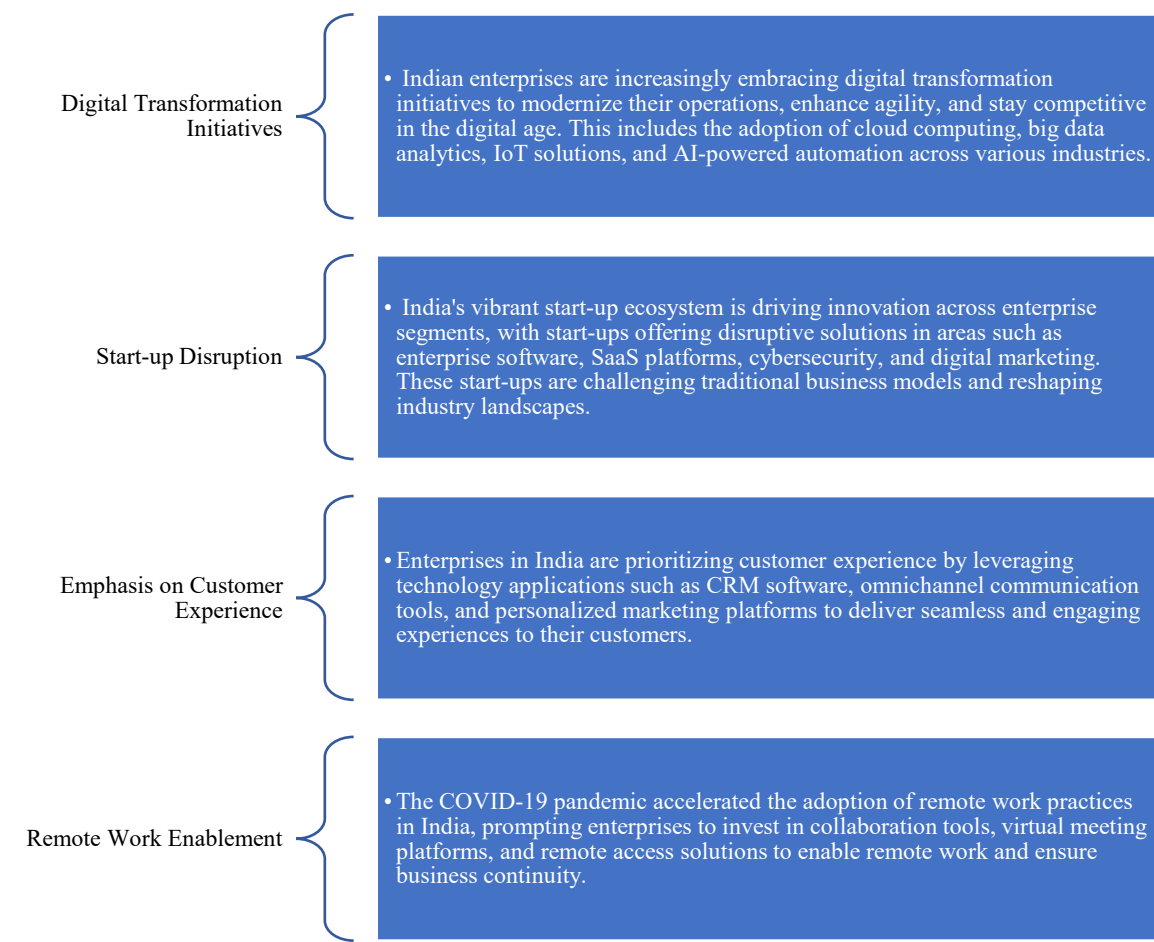 Digital Transformation
Initiatives
• Indian enterprises are increasingly embracing digital transformation
initiatives to modernize their operations, enhance agility, and stay competitive
in the digital age. This includes the adoption of cloud computing, big data
analytics, IoT solutions, and AI-powered automation across various industries.
Start-up Disruption
• India's vibrant start-up ecosystem is driving innovation across enterprise
segments, with start-ups offering disruptive solutions in areas such as
enterprise software, SaaS platforms, cybersecurity, and digital marketing.
These start-ups are challenging traditional business models and reshaping
industry landscapes.
Emphasis on Customer
Experience
• Enterprises in India are prioritizing customer experience by leveraging
technology applications such as CRM software, omnichannel communication
tools, and personalized marketing platforms to deliver seamless and engaging
experiences to their customers.
Remote Work Enablement
• The COVID-19 pandemic accelerated the adoption of remote work practices
in India, prompting enterprises to invest in collaboration tools, virtual meeting
platforms, and remote access solutions to enable remote work and ensure
business continuity.